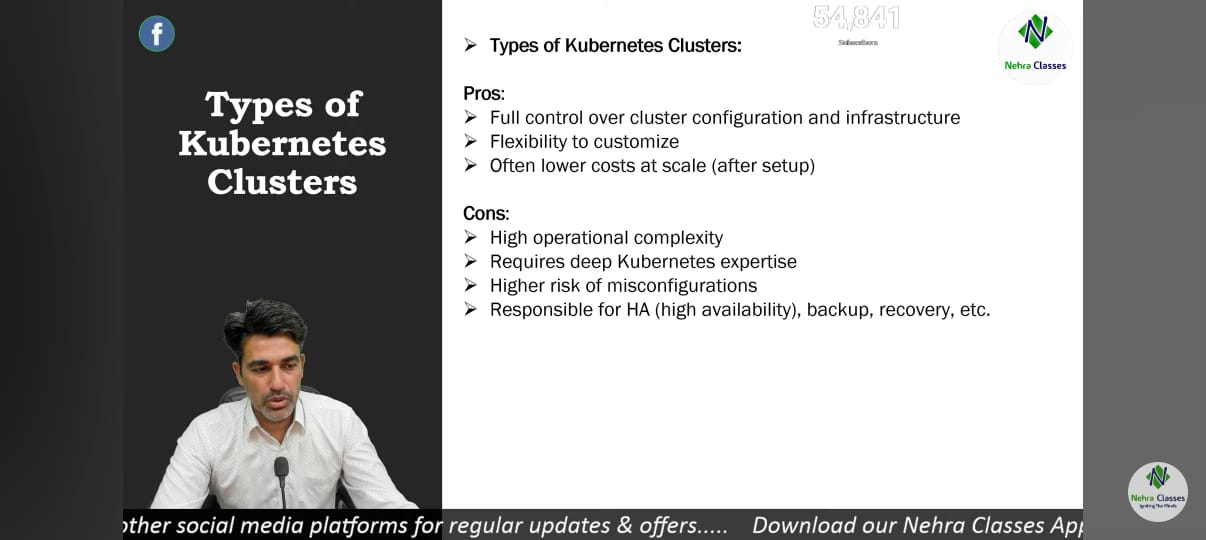 f
Types of
Kubernetes
Clusters
54,841
Subscribers
Nehra Classes
➤ Types of Kubernetes Clusters:
Pros:
➤ Full control over cluster configuration and infrastructure
➤ Flexibility to customize
➤ Often lower costs at scale (after setup)
Cons:
➤ High operational complexity
➤ Requires deep Kubernetes expertise
➤ Higher risk of misconfigurations
➤ Responsible for HA (high availability), backup, recovery, etc.
Nehra Classes
Igniting The Minds
other social media platforms for regular updates & offers..... Download our Nehra Classes App